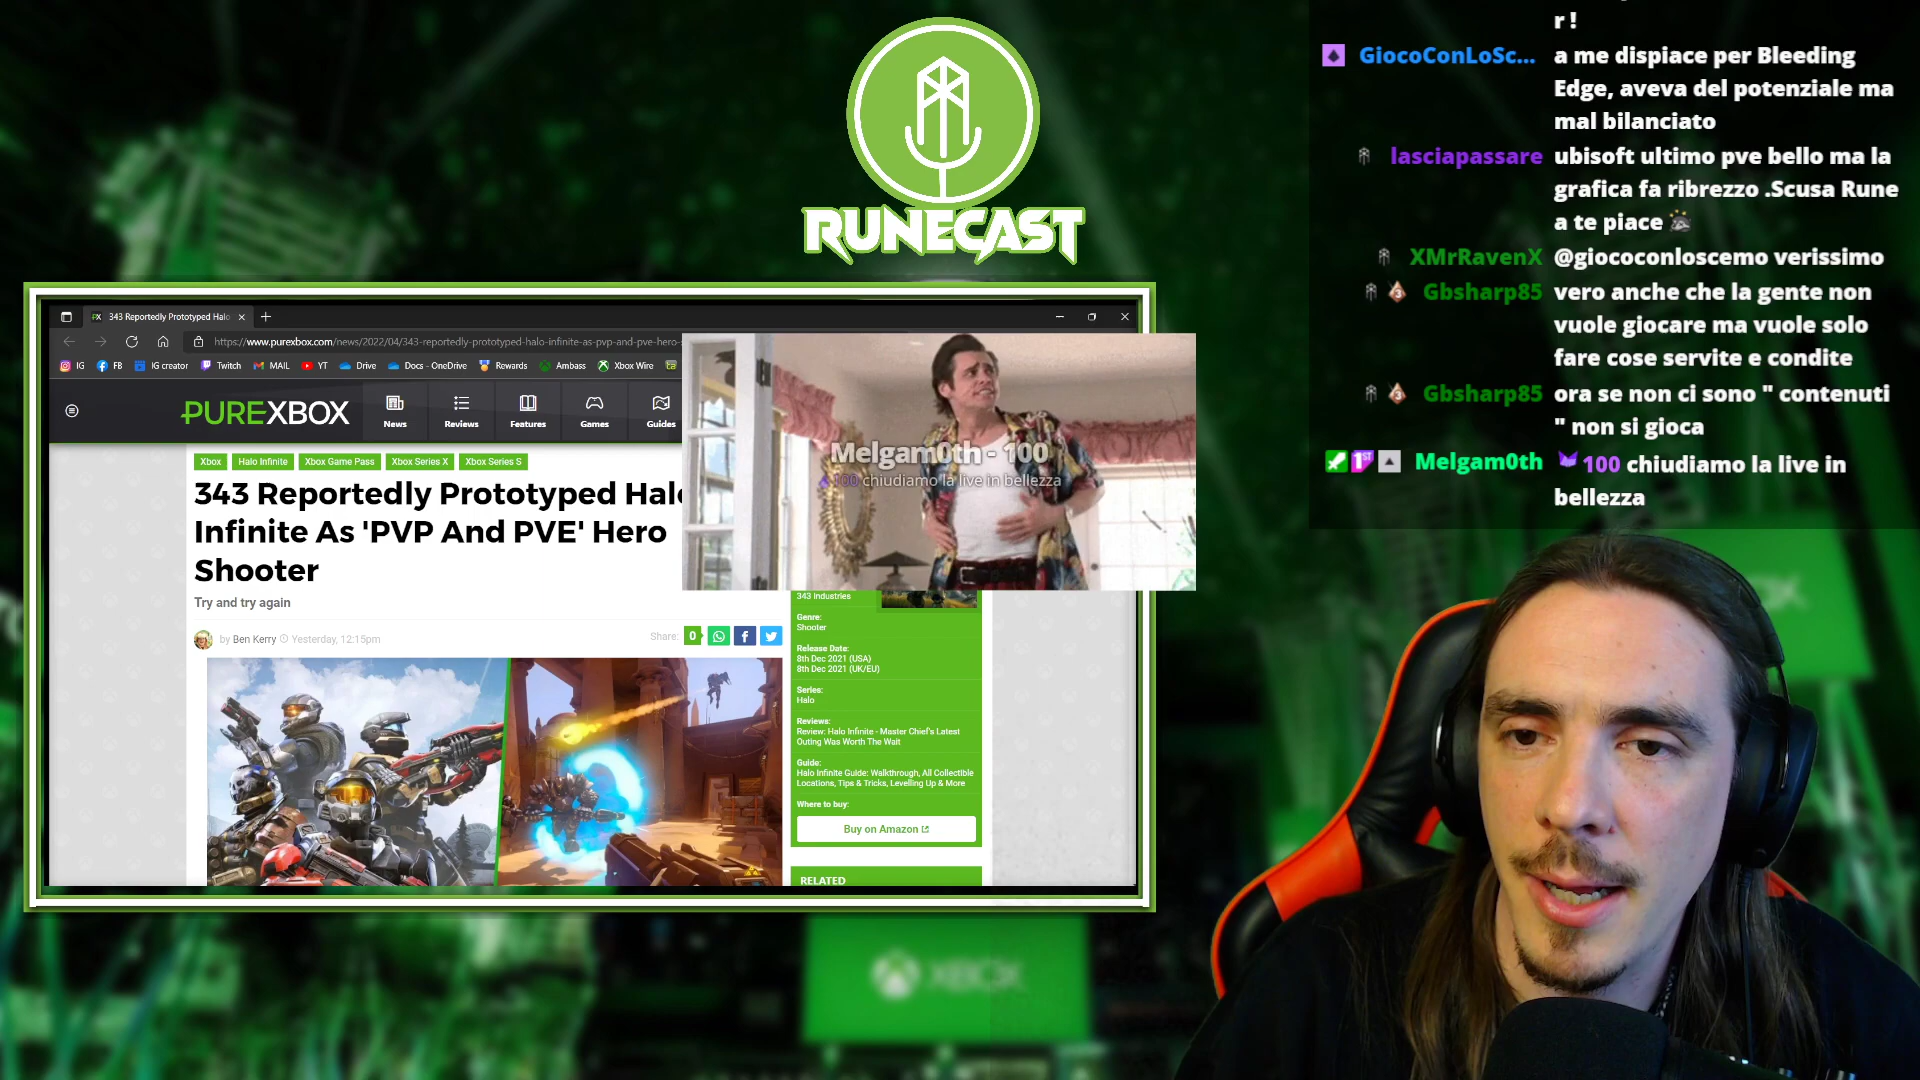 RUNECAST
343 Reportedly Prototyped Halo
https://www.purexbox.com/news/2022/04/343-reportedly-prototyped-halo-infinite-as-pvp-and-pve-hero-
IG
FB
IG creator
Twitch
MAIL
YT
Drive
Docs - OneDrive
Rewards
Ambass
Xbox Wire
PUREXBOX
News
Reviews
Features
Games
Guides
Xbox
Halo Infinite
Xbox Game Pass
Xbox Series X
Xbox Series S
343 Reportedly Prototyped Halo
Infinite As 'PVP And PVE' Hero
Shooter
Try and try again
by Ben Kerry Yesterday, 12:15pm
Share: 0
Melgam0th - 100
100 chiudiamo la live in bellezza
343 Industries
Genre:
Shooter
Release Date:
8th Dec 2021 (USA)
8th Dec 2021 (UK/EU)
Series:
Halo
Reviews:
Review: Halo Infinite - Master Chief's Latest
Outing Was Worth The Wait
Guide:
Halo Infinite Guide: Walkthrough, All Collectible
Locations, Tips & Tricks, Levelling Up & More
Where to buy:
Buy on Amazon
RELATED
r !
GiocoConLoSc... a me dispiace per Bleeding
Edge, aveva del potenziale ma
mal bilanciato
lasciapassare ubisoft ultimo pve bello ma la
grafica fa ribrezzo .Scusa Rune
a te piace
XMrRavenX @giococonloscemo verissimo
Gbsharp85 vero anche che la gente non
vuole giocare ma vuole solo
fare cose servite e condite
Gbsharp85 ora se non ci sono " contenuti
" non si gioca
1ST Melgam0th 100 chiudiamo la live in
bellezza
XBOX